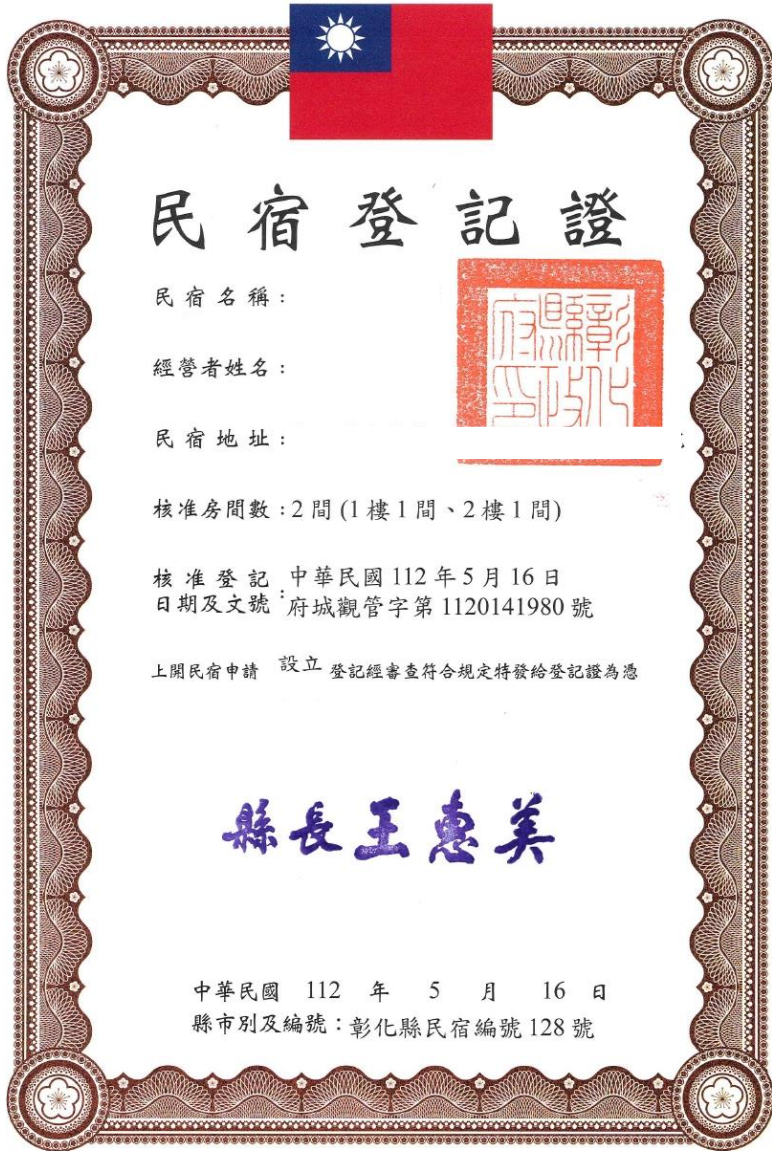 民宿登記證
民宿名稱：
經營者姓名：
民宿地址：
核准房間數：2間(1樓1間、2樓1間)
核准登記日期及文號：中華民國112年5月16日
府城觀管字第1120141980號
上開民宿申請 設立 登記經審查符合規定特發給登記證為憑
縣長王惠美
中華民國 112 年 5 月 16 日
縣市別及編號：彰化縣民宿編號128號
彰化縣政府印